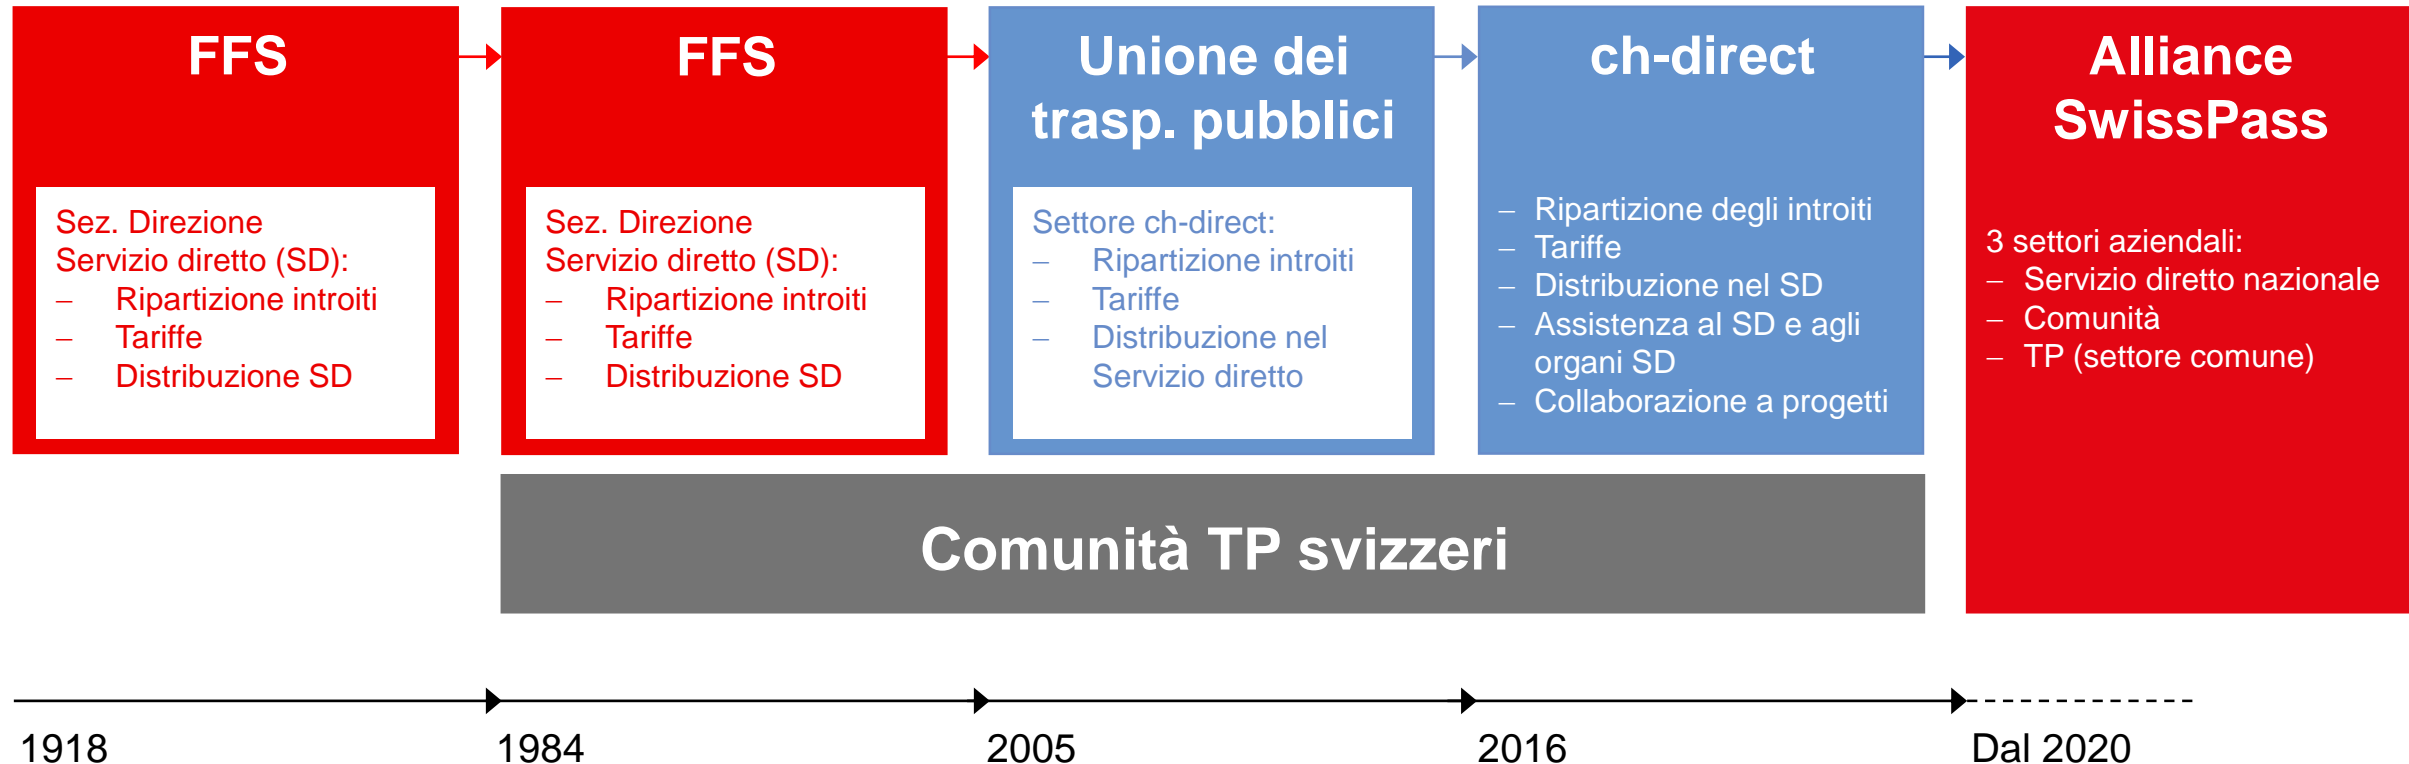 FFS
Sez. Direzione
Servizio diretto (SD):
– Ripartizione introiti
– Tariffe
– Distribuzione SD
FFS
Sez. Direzione
Servizio diretto (SD):
– Ripartizione introiti
– Tariffe
– Distribuzione SD
Unione dei
trasp. pubblici
Settore ch-direct:
– Ripartizione introiti
– Tariffe
– Distribuzione nel
Servizio diretto
ch-direct
– Ripartizione degli introiti
– Tariffe
– Distribuzione nel SD
– Assistenza al SD e agli
organi SD
– Collaborazione a progetti
Alliance
SwissPass
3 settori aziendali:
– Servizio diretto nazionale
– Comunità
– TP (settore comune)
Comunità TP svizzeri
1918
1984
2005
2016
Dal 2020